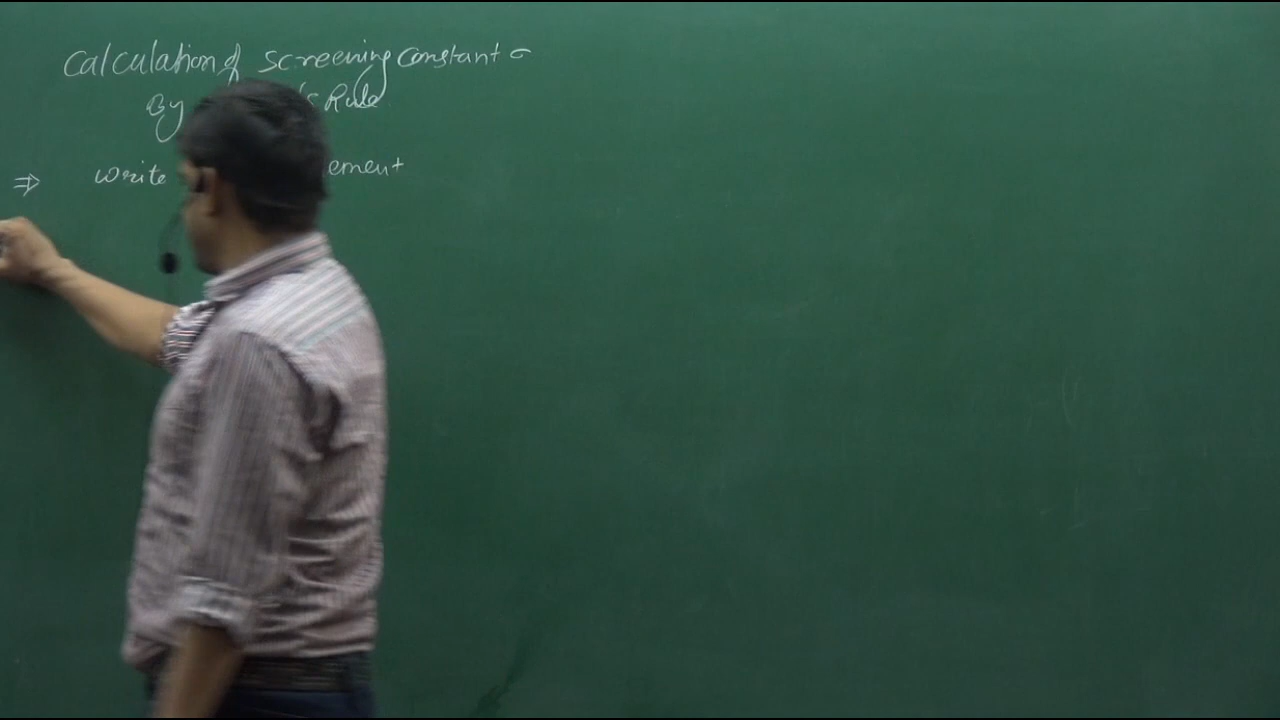 Calculation of screening constant σ
By 's Rule
⇒ write ement